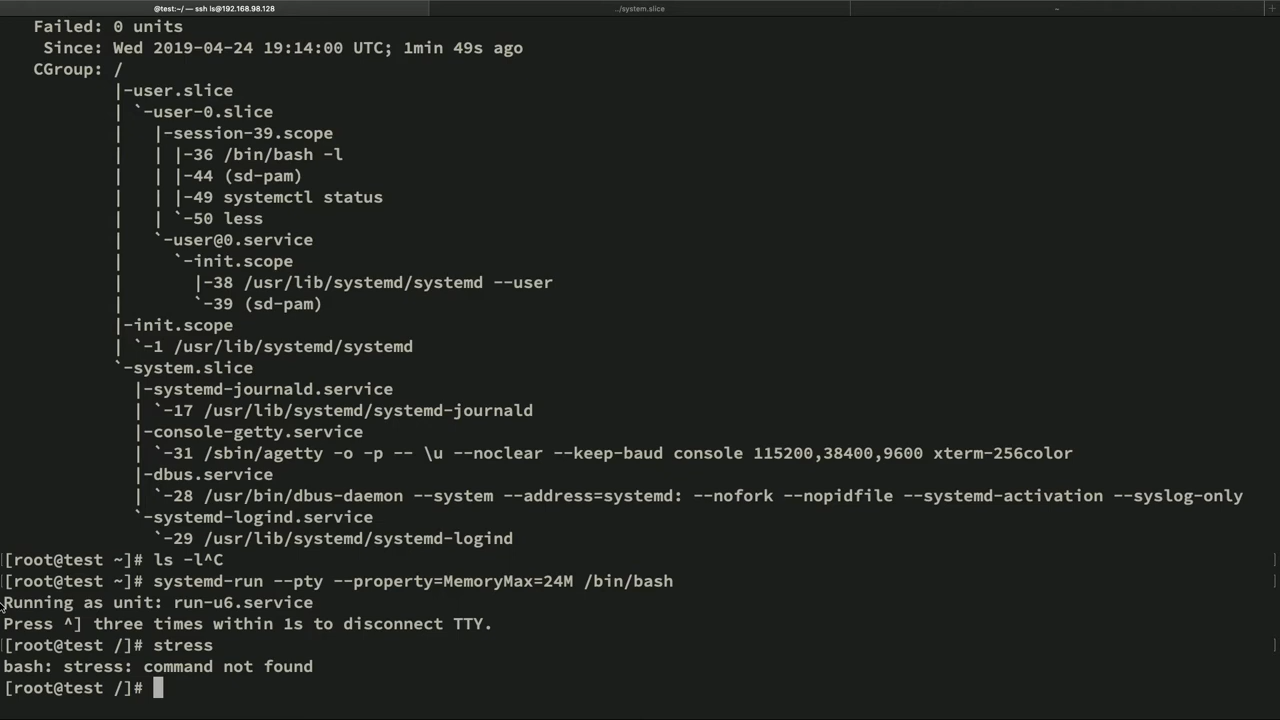 @test:~/ — ssh ls@192.168.98.128
../system.slice
~
Failed: 0 units
Since: Wed 2019-04-24 19:14:00 UTC; 1min 49s ago
CGroup: /
|-user.slice
| `-user-0.slice
|   |-session-39.scope
|   | |-36 /bin/bash -l
|   | |-44 (sd-pam)
|   | |-49 systemctl status
|   | `-50 less
|   `-user@0.service
|     `-init.scope
|       |-38 /usr/lib/systemd/systemd --user
|       `-39 (sd-pam)
|-init.scope
| `-1 /usr/lib/systemd/systemd
`-system.slice
  |-systemd-journald.service
  | `-17 /usr/lib/systemd/systemd-journald
  |-console-getty.service
  | `-31 /sbin/agetty -o -p -- \u --noclear --keep-baud console 115200,38400,9600 xterm-256color
  |-dbus.service
  | `-28 /usr/bin/dbus-daemon --system --address=systemd: --nofork --nopidfile --systemd-activation --syslog-only
  `-systemd-logind.service
    `-29 /usr/lib/systemd/systemd-logind
[root@test ~]# ls -l^C
[root@test ~]# systemd-run --pty --property=MemoryMax=24M /bin/bash
Running as unit: run-u6.service
Press ^] three times within 1s to disconnect TTY.
[root@test /]# stress
bash: stress: command not found
[root@test /]#